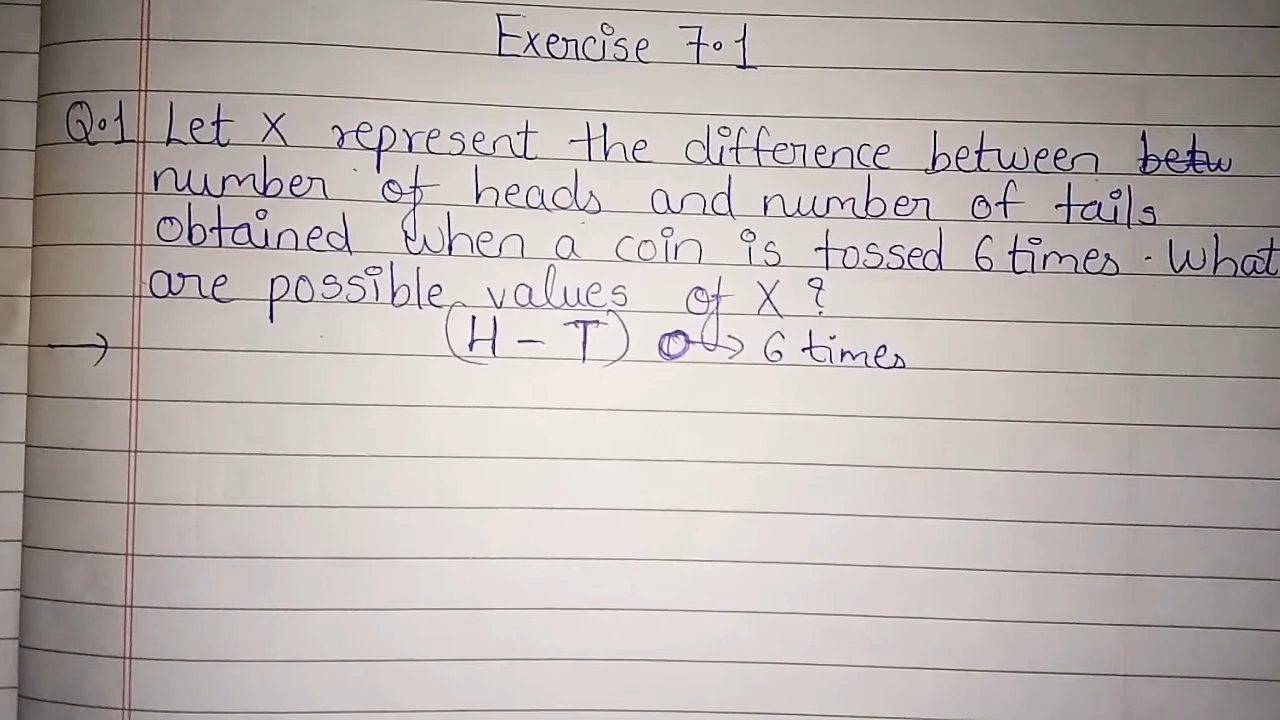 Exercise 7.1
Q.1 Let X represent the difference between betw
number of heads and number of tails
obtained when a coin is tossed 6 times. What
are possible values of X ?
→ (H - T) → 6 times